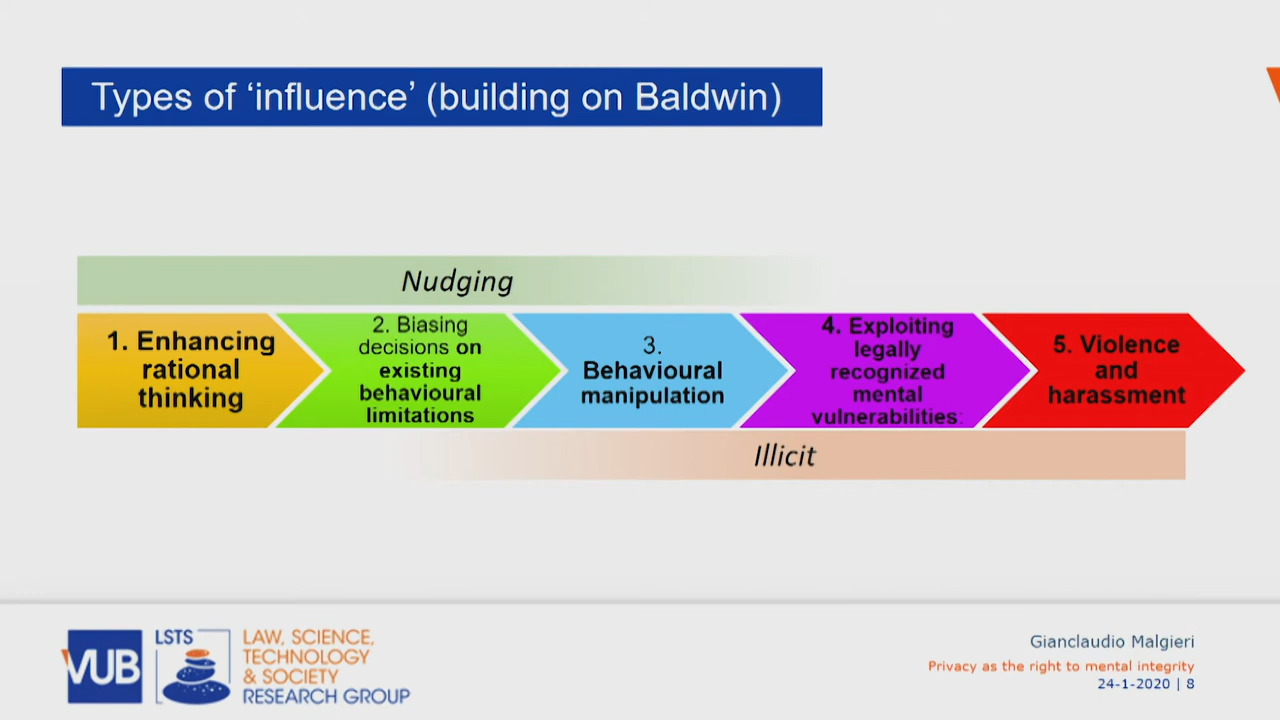 Types of ‘influence’ (building on Baldwin)
Nudging
1. Enhancing
rational
thinking
2. Biasing
decisions on
existing
behavioural
limitations
3.
Behavioural
manipulation
4. Exploiting
legally
recognized
mental
vulnerabilities:
5. Violence
and
harassment
Illicit
VUB
LSTS
LAW, SCIENCE,
TECHNOLOGY
& SOCIETY
RESEARCH GROUP
Gianclaudio Malgieri
Privacy as the right to mental integrity
24-1-2020 | 8